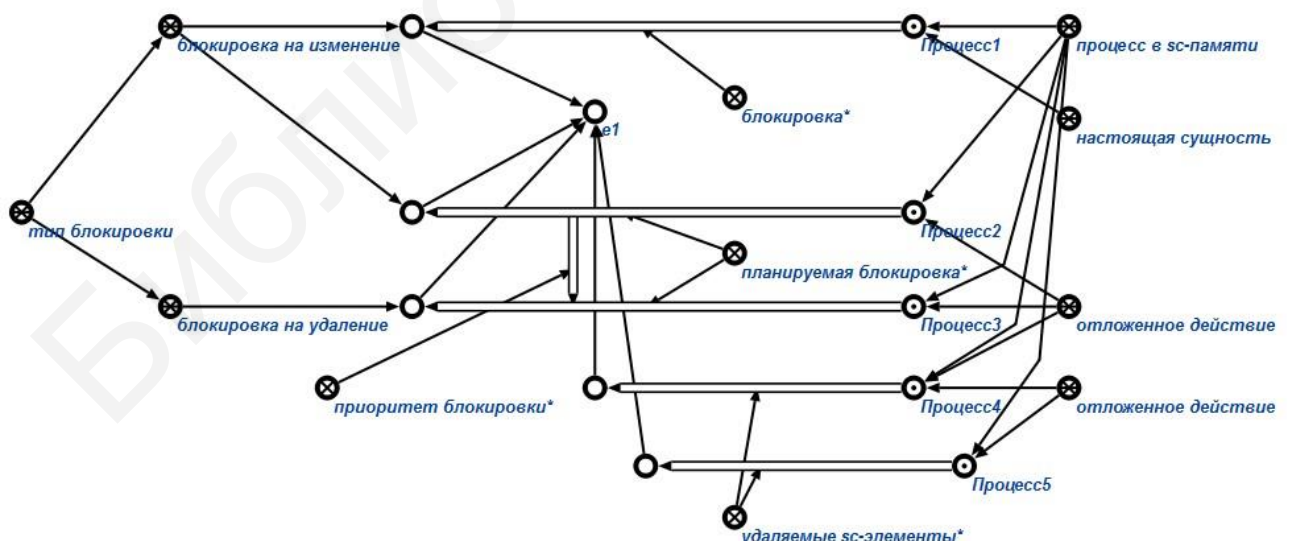 блокировка на изменение
Процесс1
процесс в sc-памяти
блокировка*
e1
настоящая сущность
тип блокировки
Процесс2
планируемая блокировка*
блокировка на удаление
Процесс3
отложенное действие
приоритет блокировки*
Процесс4
отложенное действие
Процесс5
удаляемые sc-элементы*
Библио